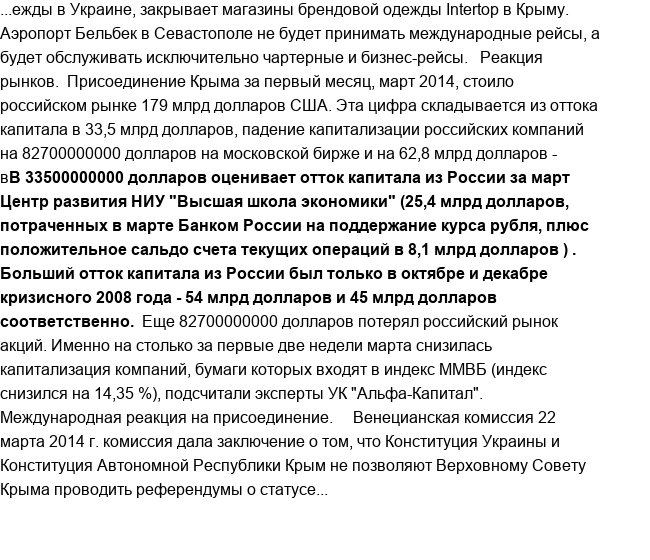 ...ежды в Украине, закрывает магазины брендовой одежды Intertop в Крыму.
Аэропорт Бельбек в Севастополе не будет принимать международные рейсы, а
будет обслуживать исключительно чартерные и бизнес-рейсы. Реакция
рынков. Присоединение Крыма за первый месяц, март 2014, стоило
российском рынке 179 млрд долларов США. Эта цифра складывается из оттока
капитала в 33,5 млрд долларов, падение капитализации российских компаний
на 82700000000 долларов на московской бирже и на 62,8 млрд долларов -
вВ 33500000000 долларов оценивает отток капитала из России за март
Центр развития НИУ "Высшая школа экономики" (25,4 млрд долларов,
потраченных в марте Банком России на поддержание курса рубля, плюс
положительное сальдо счета текущих операций в 8,1 млрд долларов ) .
Больший отток капитала из России был только в октябре и декабре
кризисного 2008 года - 54 млрд долларов и 45 млрд долларов
соответственно. Еще 82700000000 долларов потерял российский рынок
акций. Именно на столько за первые две недели марта снизилась
капитализация компаний, бумаги которых входят в индекс ММВБ (индекс
снизился на 14,35 %), подсчитали эксперты УК "Альфа-Капитал".
Международная реакция на присоединение. Венецианская комиссия 22
марта 2014 г. комиссия дала заключение о том, что Конституция Украины и
Конституция Автономной Республики Крым не позволяют Верховному Совету
Крыма проводить референдумы о статусе...